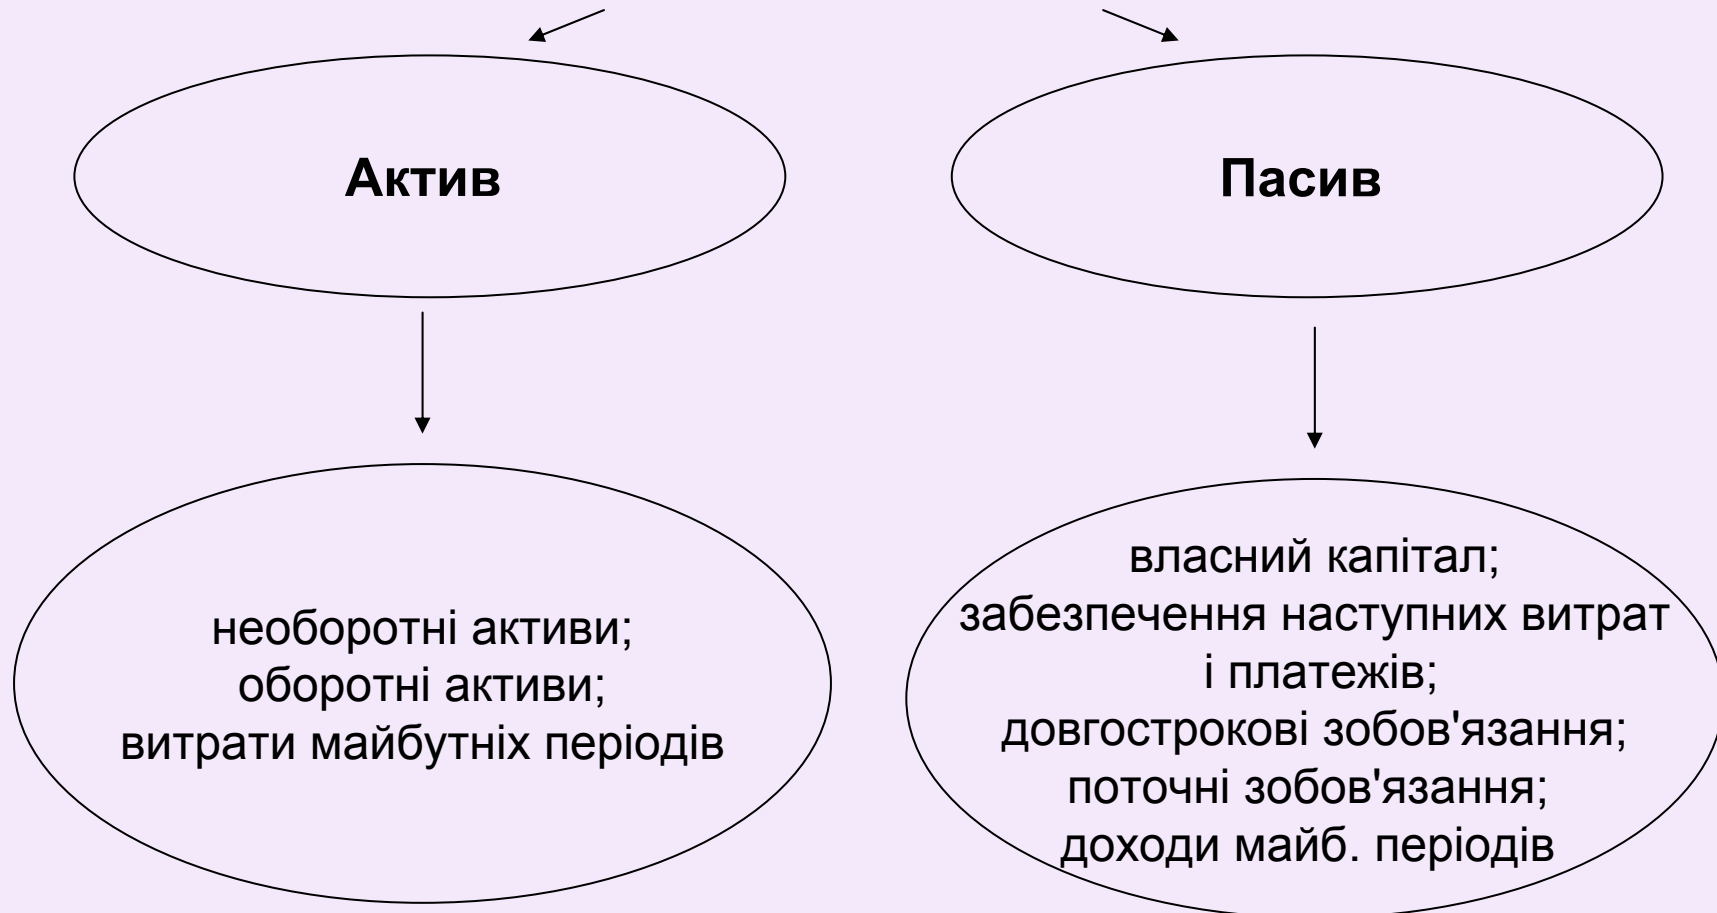 Актив
Пасив
необоротні активи;
оборотні активи;
витрати майбутніх періодів
власний капітал;
забезпечення наступних витрат
і платежів;
довгострокові зобов'язання;
поточні зобов'язання;
доходи майб. періодів